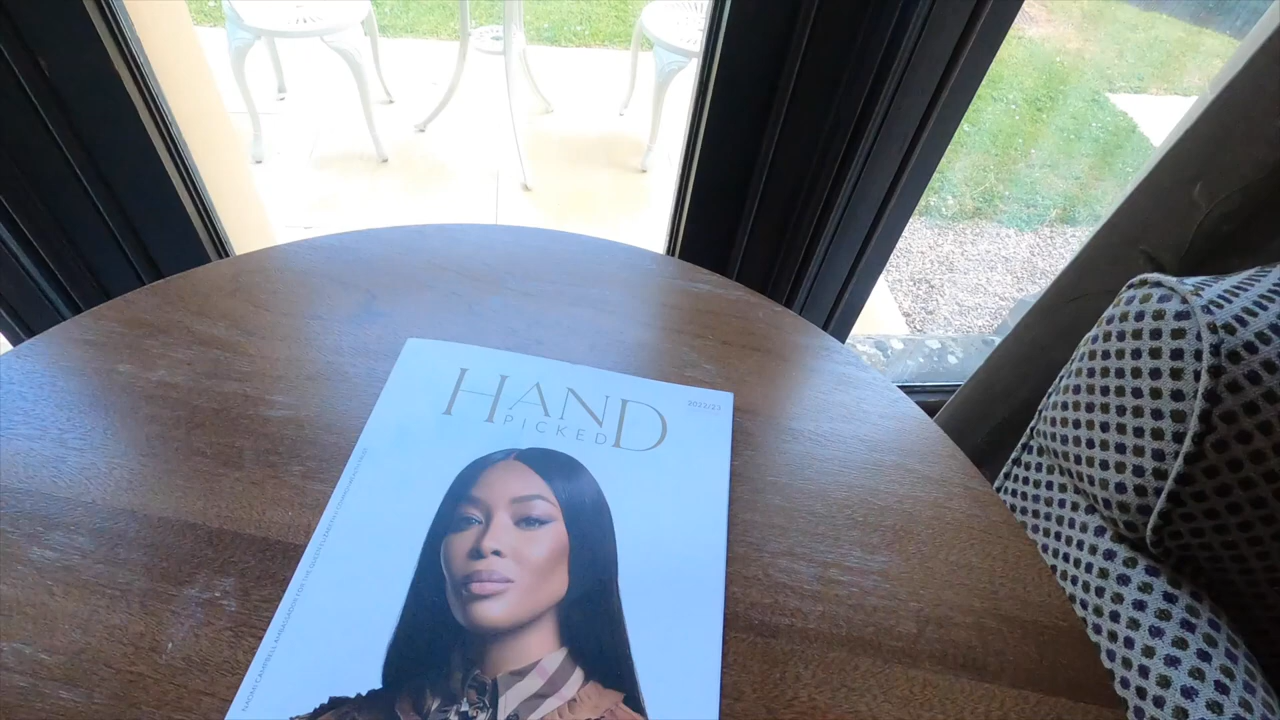 HAND
PICKED
2022/23
NAOMI CAMPBELL AMBASSADOR FOR THE QUEEN ELIZABETH COMMONWEALTH TRUST